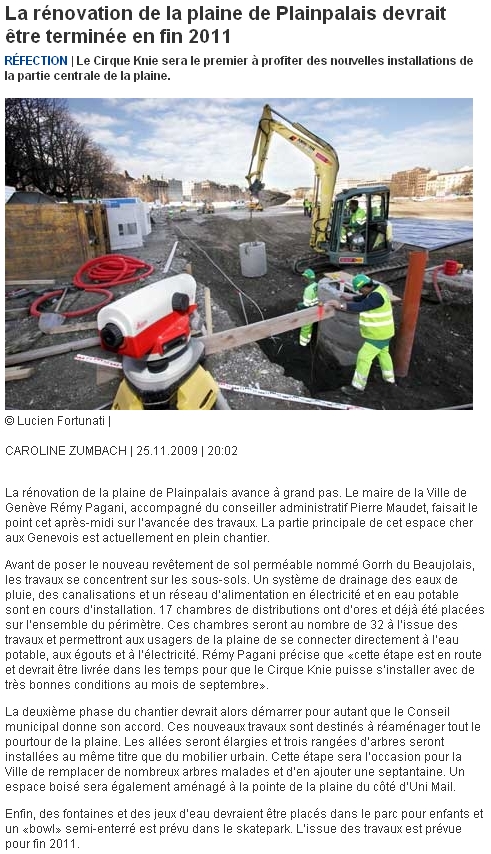 La rénovation de la plaine de Plainpalais devrait
être terminée en fin 2011
RÉFECTION | Le Cirque Knie sera le premier à profiter des nouvelles installations de
la partie centrale de la plaine.
© Lucien Fortunati |
CAROLINE ZUMBACH | 25.11.2009 | 20:02
La rénovation de la plaine de Plainpalais avance à grand pas. Le maire de la Ville de
Genève Rémy Pagani, accompagné du conseiller administratif Pierre Maudet, faisait le
point cet après-midi sur l'avancée des travaux. La partie principale de cet espace cher
aux Genevois est actuellement en plein chantier.
Avant de poser le nouveau revêtement de sol perméable nommé Gorrh du Beaujolais,
les travaux se concentrent sur les sous-sols. Un système de drainage des eaux de
pluie, des canalisations et un réseau d'alimentation en électricité et en eau potable
sont en cours d'installation. 17 chambres de distributions ont d'ores et déjà été placées
sur l'ensemble du périmètre. Ces chambres seront au nombre de 32 à l'issue des
travaux et permettront aux usagers de la plaine de se connecter directement à l'eau
potable, aux égouts et à l'électricité. Rémy Pagani précise que «cette étape est en route
et devrait être livrée dans les temps pour que le Cirque Knie puisse s'installer avec de
très bonnes conditions au mois de septembre».
La deuxième phase du chantier devrait alors démarrer pour autant que le Conseil
municipal donne son accord. Ces nouveaux travaux sont destinés à réaménager tout le
pourtour de la plaine. Les allées seront élargies et trois rangées d'arbres seront
installées au même titre que du mobilier urbain. Cette étape sera l'occasion pour la
Ville de remplacer de nombreux arbres malades et d'en ajouter une septantaine. Un
espace boisé sera également aménagé à la pointe de la plaine du côté d'Uni Mail.
Enfin, des fontaines et des jeux d'eau devraient être placés dans le parc pour enfants et
un «bowl» semi-enterré est prévu dans le skatepark. L'issue des travaux est prévue
pour fin 2011.